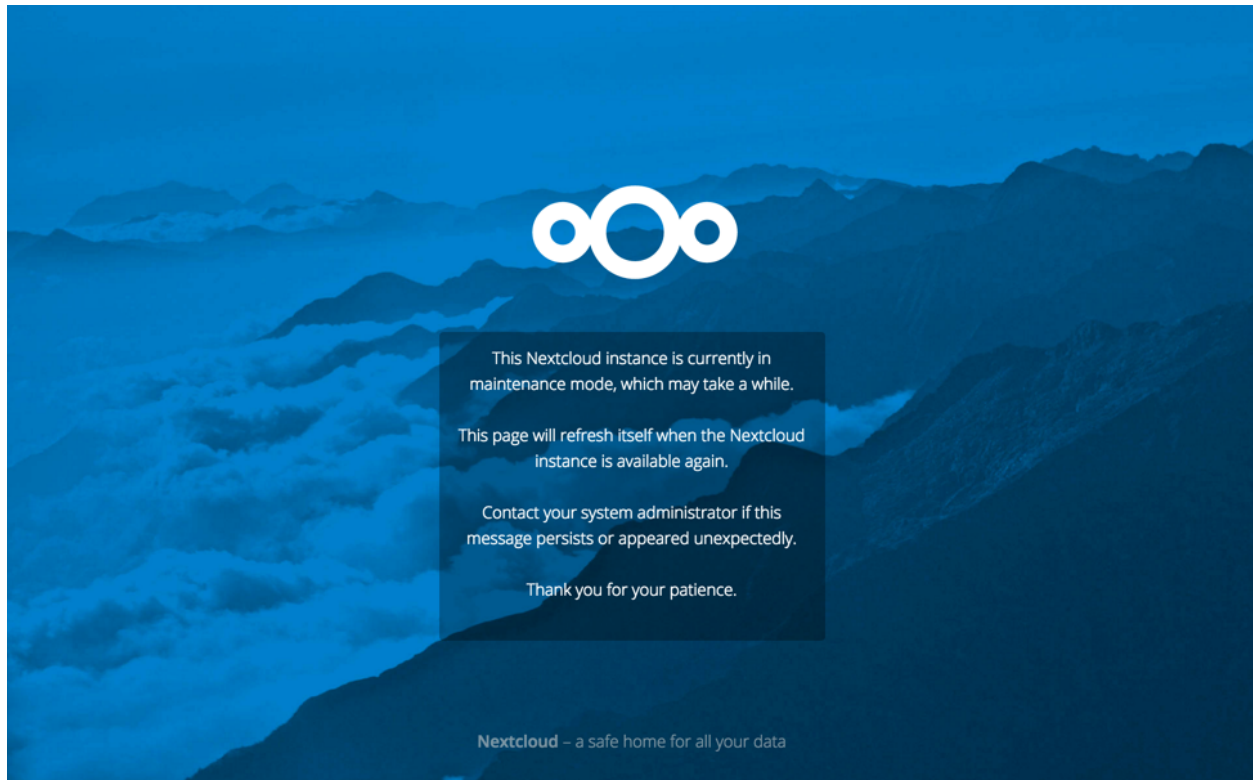 This Nextcloud instance is currently in
maintenance mode, which may take a while.
This page will refresh itself when the Nextcloud
instance is available again.
Contact your system administrator if this
message persists or appeared unexpectedly.
Thank you for your patience.
Nextcloud – a safe home for all your data